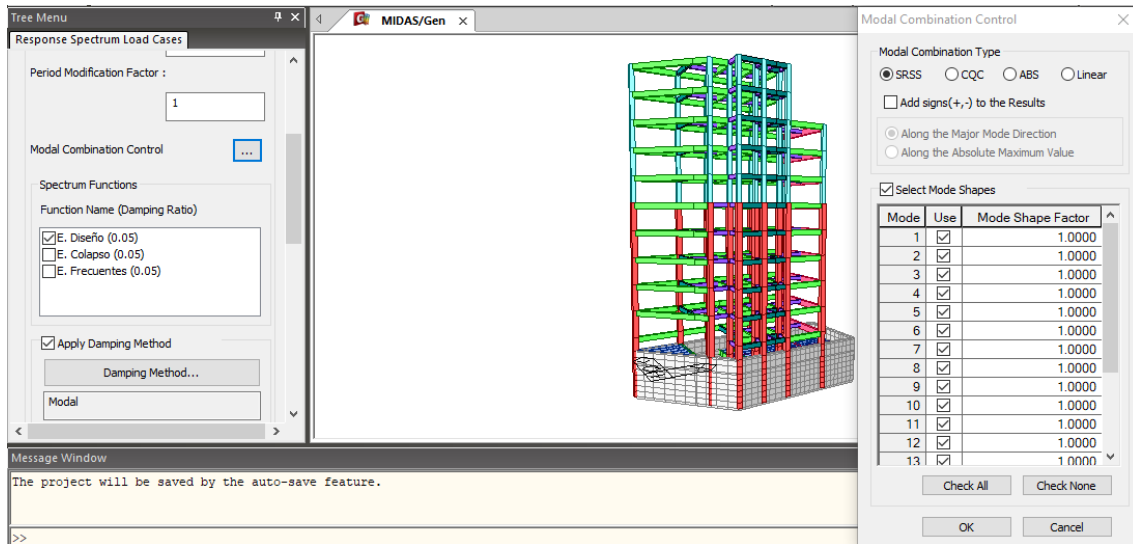 Tree Menu
Response Spectrum Load Cases
Period Modification Factor :
1
Modal Combination Control
...
Spectrum Functions
Function Name (Damping Ratio)
E. Diseño (0.05)
E. Colapso (0.05)
E. Frecuentes (0.05)
Apply Damping Method
Damping Method...
Modal
MIDAS/Gen
Modal Combination Control
Modal Combination Type
SRSS CQC ABS Linear
Add signs(+,-) to the Results
Along the Major Mode Direction
Along the Absolute Maximum Value
Select Mode Shapes
Mode Use Mode Shape Factor
1 1.0000
2 1.0000
3 1.0000
4 1.0000
5 1.0000
6 1.0000
7 1.0000
8 1.0000
9 1.0000
10 1.0000
11 1.0000
12 1.0000
13 1.0000
Check All Check None
OK Cancel
Message Window
The project will be saved by the auto-save feature.
>>